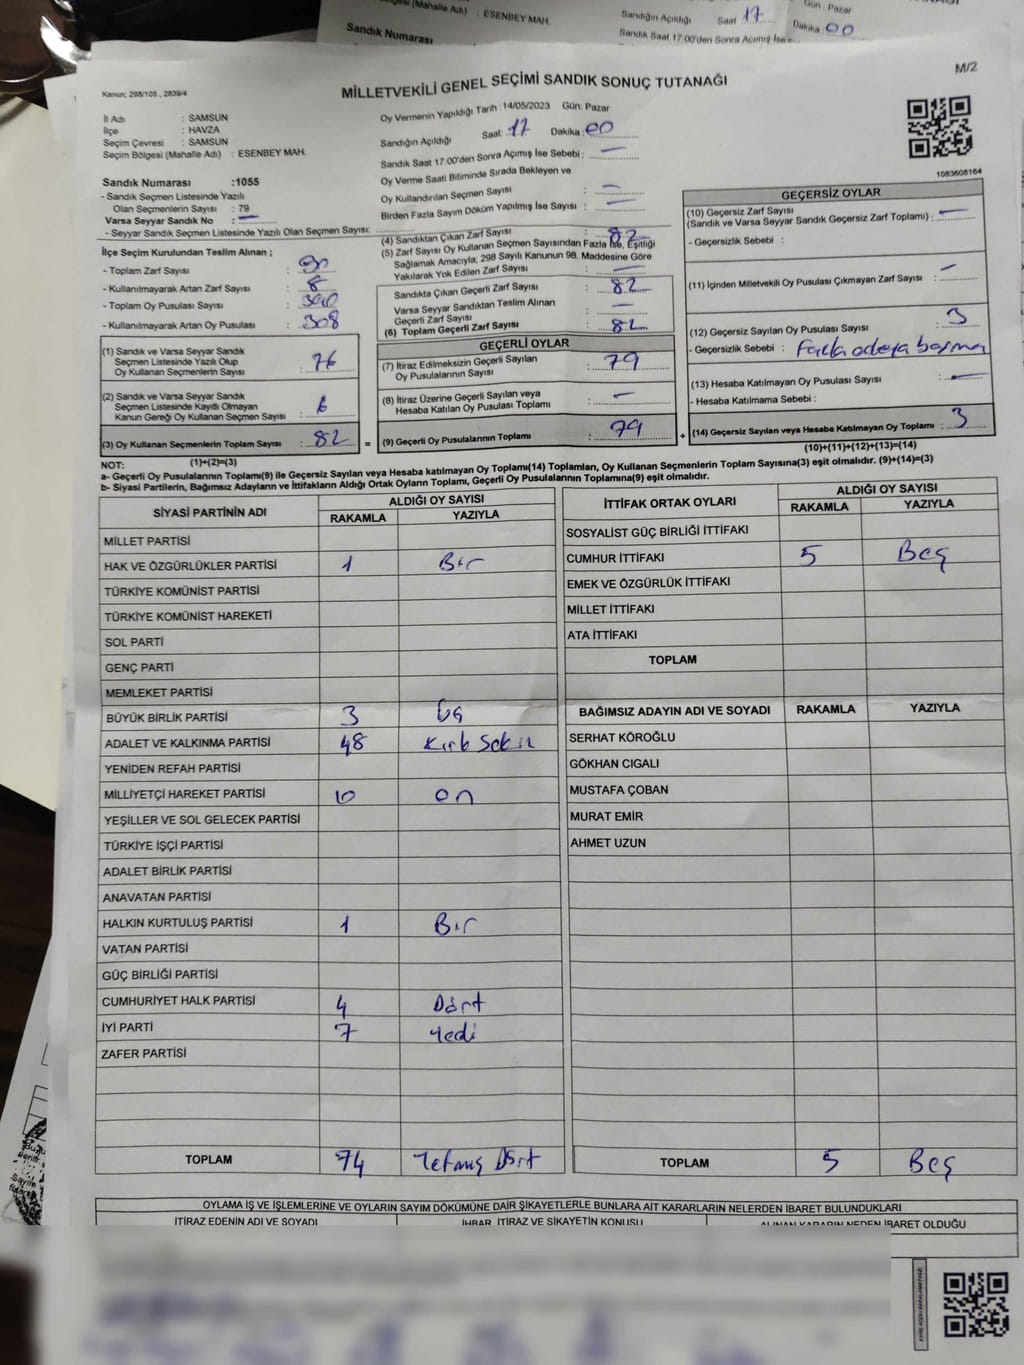 (Mahalle Adı) : ESENBEY MAH.
Sandık Numarası
Sandığın Açıldığı Saat 17
Gün : Pazar
Dakika : 00
Sandık Saat 17:00'den Sonra Açmış İse
M/2
Kanun; 298/105 , 2839/4
MİLLETVEKİLİ GENEL SEÇİMİ SANDIK SONUÇ TUTANAĞI
İl Adı : SAMSUN
İlçe : HAVZA
Seçim Çevresi : SAMSUN
Seçim Bölgesi (Mahalle Adı) : ESENBEY MAH.
Oy Vermenin Yapıldığı Tarih : 14/05/2023 Gün: Pazar
Sandığın Açıldığı Saat: 17 Dakika : 00
Sandık Saat 17:00'den Sonra Açmış İse Sebebi : —
Oy Verme Saati Bitiminde Sırada Bekleyen ve
Oy Kullandırılan Seçmen Sayısı : —
Birden Fazla Sayım Döküm Yapılmış İse Sayısı : —
1083608164
Sandık Numarası :1055
- Sandık Seçmen Listesinde Yazılı
Olan Seçmenlerin Sayısı : 79
Varsa Seyyar Sandık No : —
- Seyyar Sandık Seçmen Listesinde Yazılı Olan Seçmen Sayısı:
İlçe Seçim Kurulundan Teslim Alınan ;
- Toplam Zarf Sayısı : 90
- Kullanılmayarak Artan Zarf Sayısı : 8
- Toplam Oy Pusulası Sayısı : 390
- Kullanılmayarak Artan Oy Pusulası : 308
(1) Sandık ve Varsa Seyyar Sandık
Seçmen Listesinde Yazılı Olup
Oy Kullanan Seçmenlerin Sayısı : 76
(2) Sandık ve Varsa Seyyar Sandık
Seçmen Listesinde Kayıtlı Olmayan
Kanun Gereği Oy Kullanan Seçmen Sayısı : 6
(3) Oy Kullanan Seçmenlerin Toplam Sayısı : 82 =
(1)+(2)=(3)
(4) Sandıktan Çıkan Zarf Sayısı : 82
(5) Zarf Sayısı Oy Kullanan Seçmen Sayısından Fazla İse, Eşitliği
Sağlamak Amacıyla; 298 Sayılı Kanunun 98. Maddesine Göre
Yakılarak Yok Edilen Zarf Sayısı : —
Sandıkta Çıkan Geçerli Zarf Sayısı : 82
Varsa Seyyar Sandıktan Teslim Alınan
Geçerli Zarf Sayısı : —
(6) Toplam Geçerli Zarf Sayısı : 82
GEÇERLİ OYLAR
(7) İtiraz Edilmeksizin Geçerli Sayılan
Oy Pusulalarının Sayısı : 79
(8) İtiraz Üzerine Geçerli Sayılan veya
Hesaba Katılan Oy Pusulası Toplamı : —
(9) Geçerli Oy Pusulalarının Toplamı : 79 +
GEÇERSİZ OYLAR
(10) Geçersiz Zarf Sayısı
(Sandık ve Varsa Seyyar Sandık Geçersiz Zarf Toplamı) : —
- Geçersizlik Sebebi :
(11) İçinden Milletvekili Oy Pusulası Çıkmayan Zarf Sayısı : —
(12) Geçersiz Sayılan Oy Pusulası Sayısı : 3
- Geçersizlik Sebebi :
(13) Hesaba Katılmayan Oy Pusulası Sayısı : —
- Hesaba Katılmama Sebebi :
(14) Geçersiz Sayılan veya Hesaba Katılmayan Oy Toplamı : 3
(10)+(11)+(12)+(13)=(14)
NOT:
a- Geçerli Oy Pusulalarının Toplamı(9) ile Geçersiz Sayılan veya Hesaba katılmayan Oy Toplamı(14) Toplamları, Oy Kullanan Seçmenlerin Toplam Sayısına(3) eşit olmalıdır. (9)+(14)=(3)
b- Siyasi Partilerin, Bağımsız Adayların ve İttifakların Aldığı Ortak Oyların Toplamı, Geçerli Oy Pusulalarının Toplamına(9) eşit olmalıdır.
SİYASİ PARTİNİN ADI ALDIĞI OY SAYISI
RAKAMLA YAZIYLA
MİLLET PARTİSİ
HAK VE ÖZGÜRLÜKLER PARTİSİ 1 Bir
TÜRKİYE KOMÜNİST PARTİSİ
TÜRKİYE KOMÜNİST HAREKETİ
SOL PARTİ
GENÇ PARTİ
MEMLEKET PARTİSİ
BÜYÜK BİRLİK PARTİSİ 3 Üç
ADALET VE KALKINMA PARTİSİ 48 Kırk Sekiz
YENİDEN REFAH PARTİSİ
MİLLİYETÇİ HAREKET PARTİSİ 10 on
YEŞİLLER VE SOL GELECEK PARTİSİ
TÜRKİYE İŞÇİ PARTİSİ
ADALET BİRLİK PARTİSİ
ANAVATAN PARTİSİ
HALKIN KURTULUŞ PARTİSİ 1 Bir
VATAN PARTİSİ
GÜÇ BİRLİĞİ PARTİSİ
CUMHURİYET HALK PARTİSİ 4 Dört
İYİ PARTİ 7 Yedi
ZAFER PARTİSİ
TOPLAM 74 Yetmiş Dört
İTTİFAK ORTAK OYLARI ALDIĞI OY SAYISI
RAKAMLA YAZIYLA
SOSYALİST GÜÇ BİRLİĞİ İTTİFAKI
CUMHUR İTTİFAKI 5 Beş
EMEK VE ÖZGÜRLÜK İTTİFAKI
MİLLET İTTİFAKI
ATA İTTİFAKI
TOPLAM
BAĞIMSIZ ADAYIN ADI VE SOYADI RAKAMLA YAZIYLA
SERHAT KÖROĞLU
GÖKHAN CIGALI
MUSTAFA ÇOBAN
MURAT EMİR
AHMET UZUN
TOPLAM 5 Beş
OYLAMA İŞ VE İŞLEMLERİNE VE OYLARIN SAYIM DÖKÜMÜNE DAİR ŞİKAYETLERLE BUNLARA AİT KARARLARIN NELERDEN İBARET BULUNDUKLARI
İTİRAZ EDENİN ADI VE SOYADI İHBAR, İTİRAZ VE ŞİKAYETİN KONUSU ALINAN KARARIN NEDEN İBARET OLDUĞU